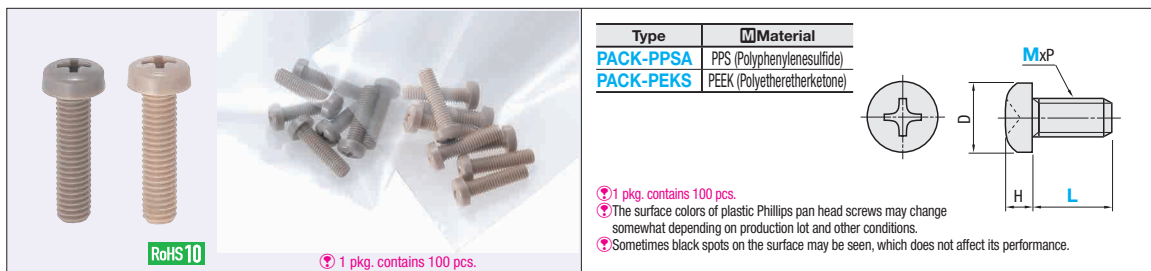 RoHS10
1 pkg. contains 100 pcs.
Type MMaterial
PACK-PPSA PPS (Polyphenylenesulfide)
PACK-PEKS PEEK (Polyetheretherketone)
MxP
D
H L
1 pkg. contains 100 pcs.
The surface colors of plastic Phillips pan head screws may change
somewhat depending on production lot and other conditions.
Sometimes black spots on the surface may be seen, which does not affect its performance.